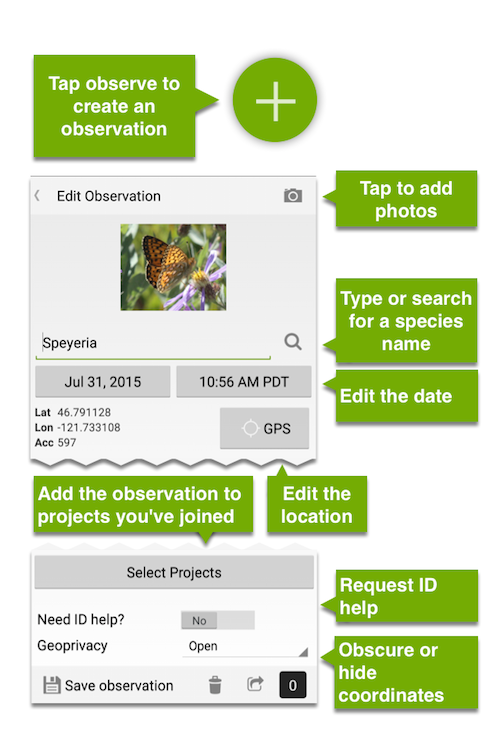 Tap observe to
create an
observation
Edit Observation
Tap to add
photos
Type or search
for a species
name
Speyeria
Jul 31, 2015
10:56 AM PDT
Edit the date
Lat 46.791128
Lon -121.733108
Acc 597
GPS
Add the observation to
projects you've joined
Edit the
location
Select Projects
Request ID
help
Need ID help?
No
Geoprivacy
Open
Obscure or
hide
coordinates
Save observation
0